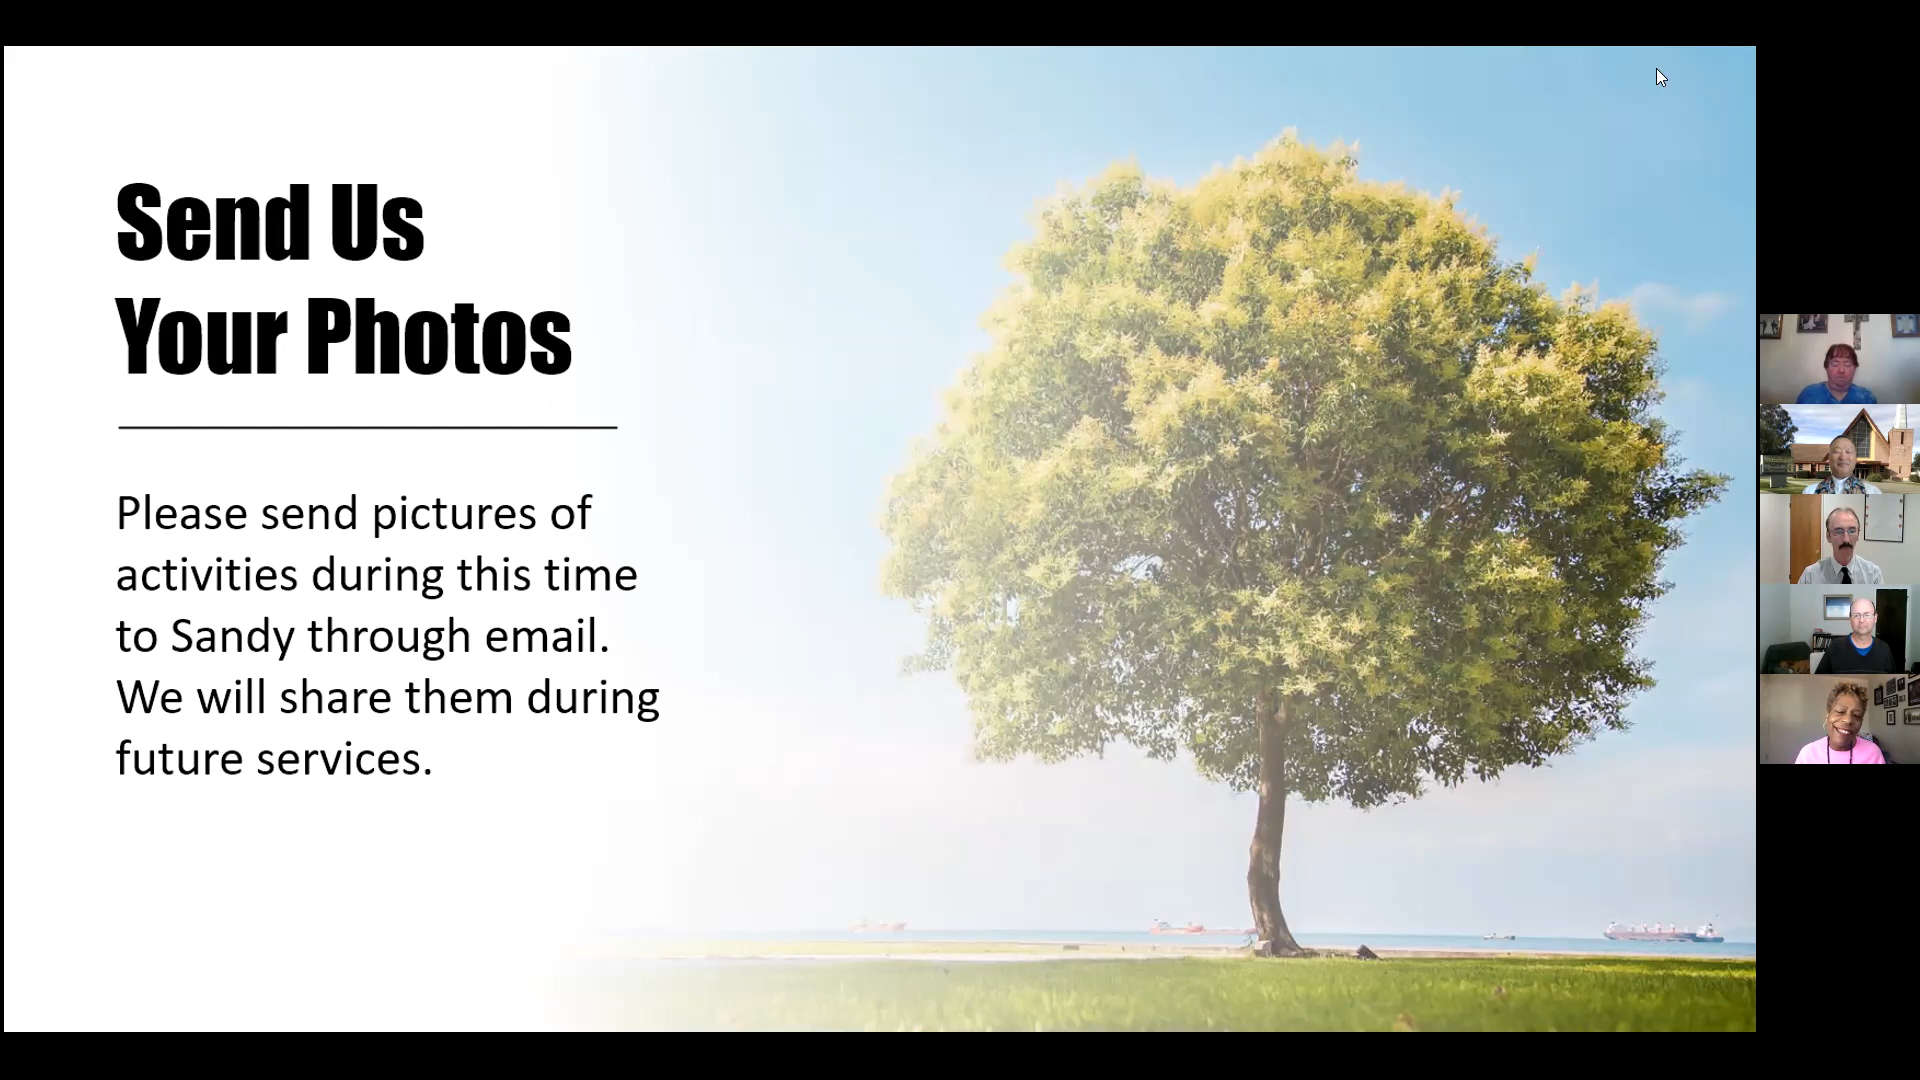 Send Us
Your Photos
Please send pictures of
activities during this time
to Sandy through email.
We will share them during
future services.